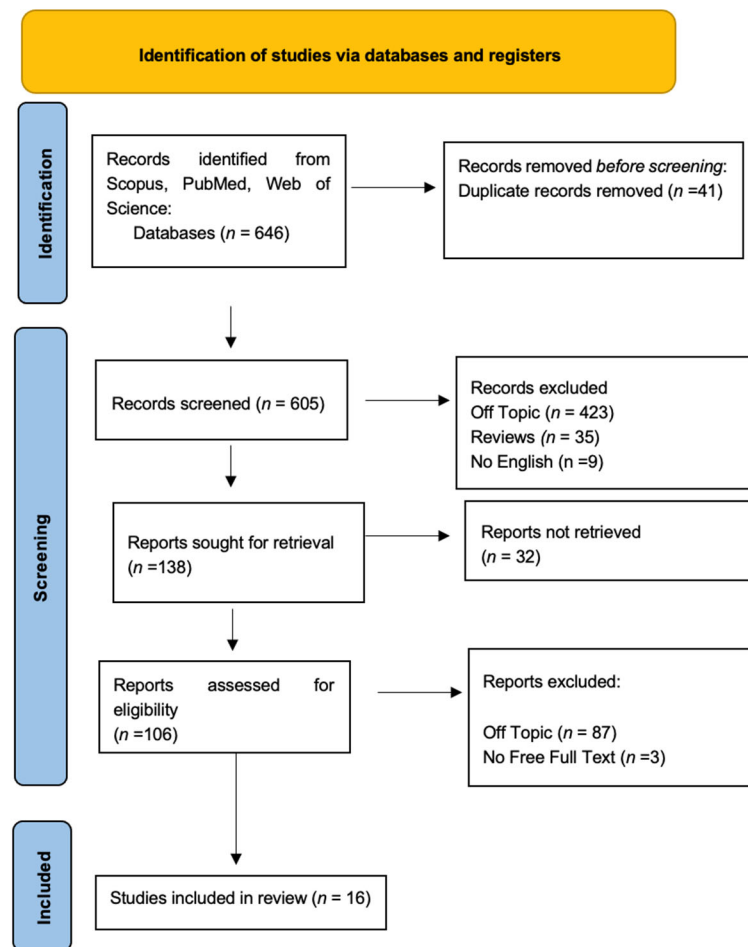 Identification of studies via databases and registers
Identification
Records identified from
Scopus, PubMed, Web of
Science:
Databases (n = 646)
Records removed before screening:
Duplicate records removed (n =41)
Screening
Records screened (n = 605)
Records excluded
Off Topic (n = 423)
Reviews (n = 35)
No English (n =9)
Reports sought for retrieval
(n =138)
Reports not retrieved
(n = 32)
Reports assessed for
eligibility
(n =106)
Reports excluded:
Off Topic (n = 87)
No Free Full Text (n =3)
Included
Studies included in review (n = 16)